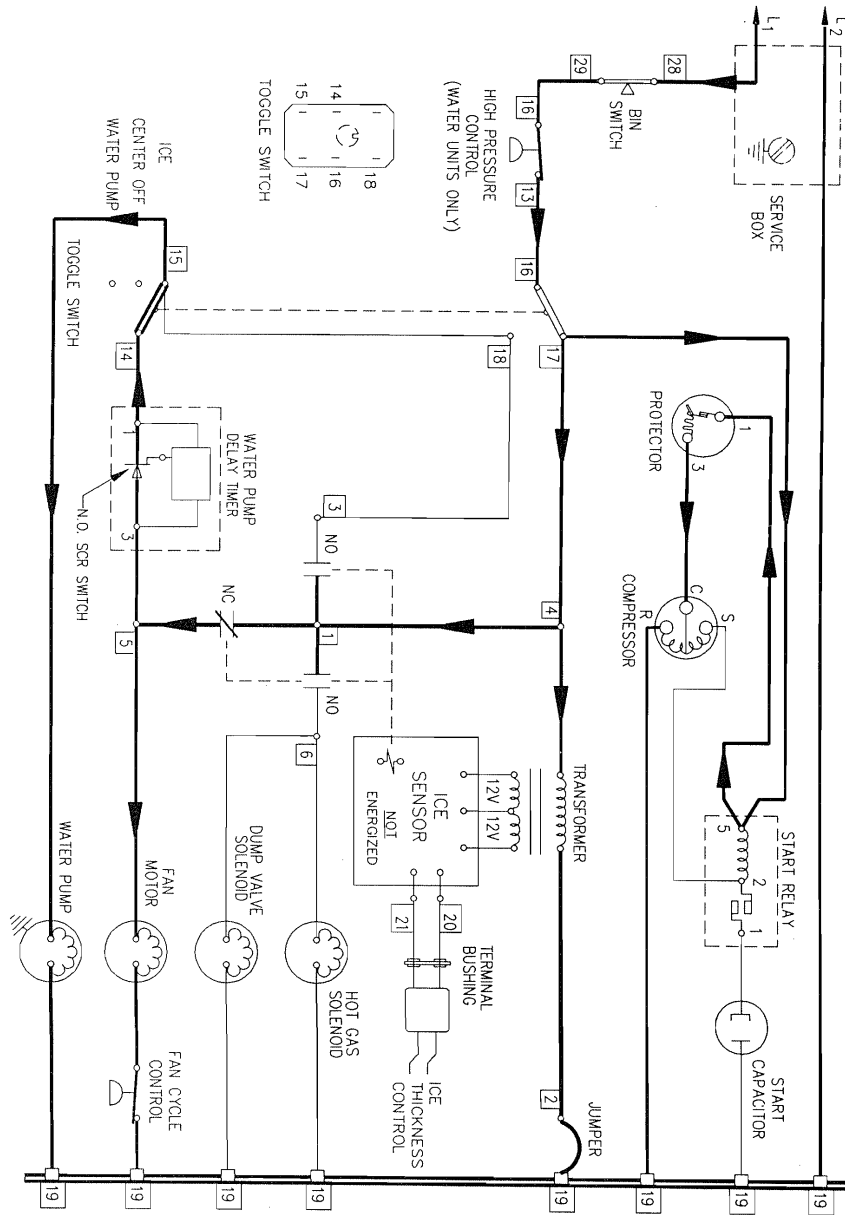 L2
L1
SERVICE
BOX
28
BIN
SWITCH
29
16
HIGH PRESSURE
CONTROL
(WATER UNITS ONLY)
13
16
17
18
TOGGLE SWITCH
18
14
16
15
17
PROTECTOR
1
3
COMPRESSOR
C
S
R
START RELAY
5
2
1
START
CAPACITOR
4
TRANSFORMER
12V
12V
2
JUMPER
ICE
SENSOR
NOT
ENERGIZED
20
21
TERMINAL
BUSHING
ICE
THICKNESS
CONTROL
3
NO
1
NO
6
HOT GAS
SOLENOID
NC
DUMP VALVE
SOLENOID
WATER PUMP
DELAY TIMER
1
3
N.O. SCR SWITCH
5
FAN
MOTOR
FAN CYCLE
CONTROL
ICE
CENTER OFF
WATER PUMP
15
14
TOGGLE SWITCH
WATER PUMP
19
19
19
19
19
19
19